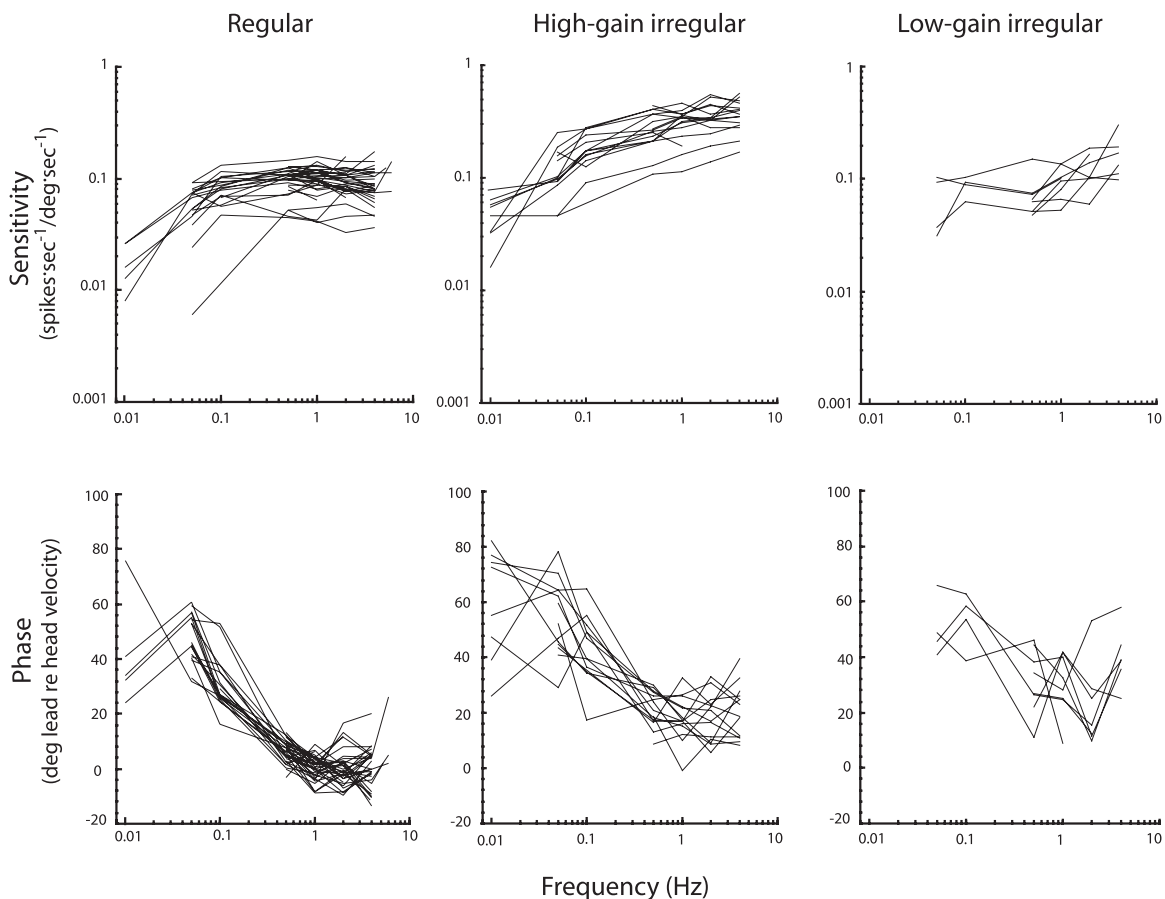 Regular
High-gain irregular
Low-gain irregular
Sensitivity
(spikes·sec⁻¹/deg·sec⁻¹)
1
0.1
0.01
0.001
0.01 0.1 1 10
1
0.1
0.01
0.001
0.01 0.1 1 10
1
0.1
0.01
0.001
0.01 0.1 1 10
Phase
(deg lead re head velocity)
100
80
60
40
20
0
-20
0.01 0.1 1 10
100
80
60
40
20
0
-20
0.01 0.1 1 10
100
80
60
40
20
0
-20
0.01 0.1 1 10
Frequency (Hz)